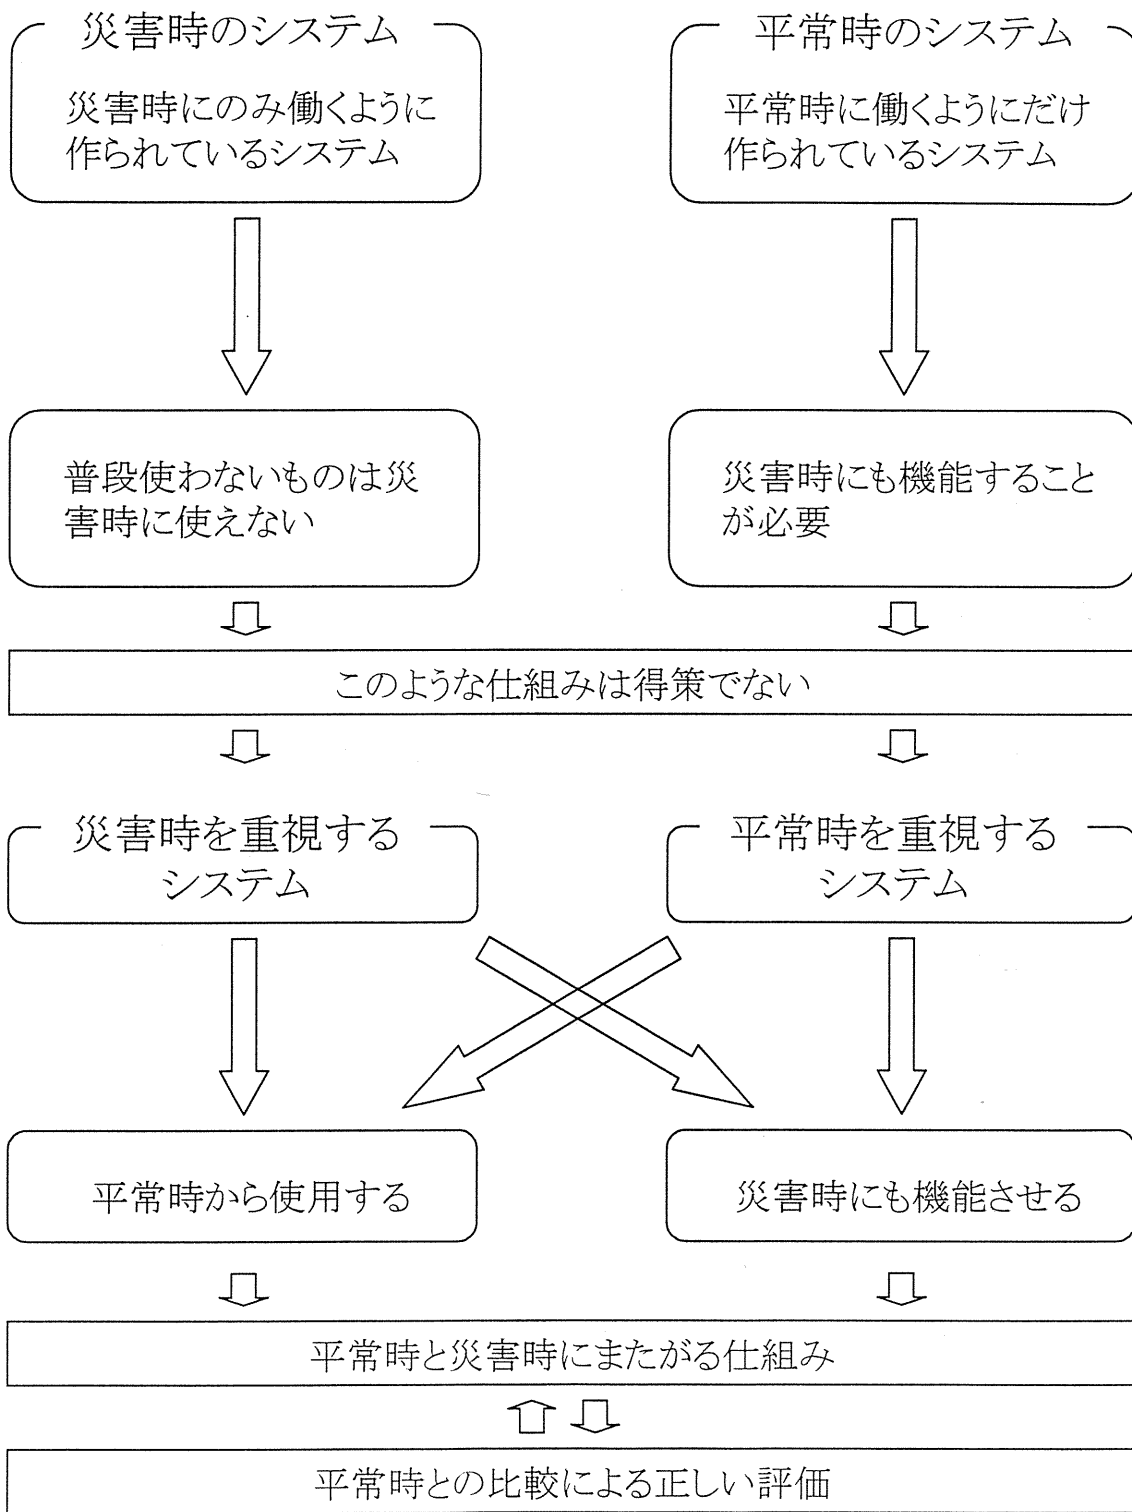 災害時のシステム
災害時にのみ働くように
作られているシステム
平常時のシステム
平常時に働くようにだけ
作られているシステム
普段使わないものは災
害時に使えない
災害時にも機能すること
が必要
このような仕組みは得策でない
災害時を重視する
システム
平常時を重視する
システム
平常時から使用する
災害時にも機能させる
平常時と災害時にまたがる仕組み
平常時との比較による正しい評価